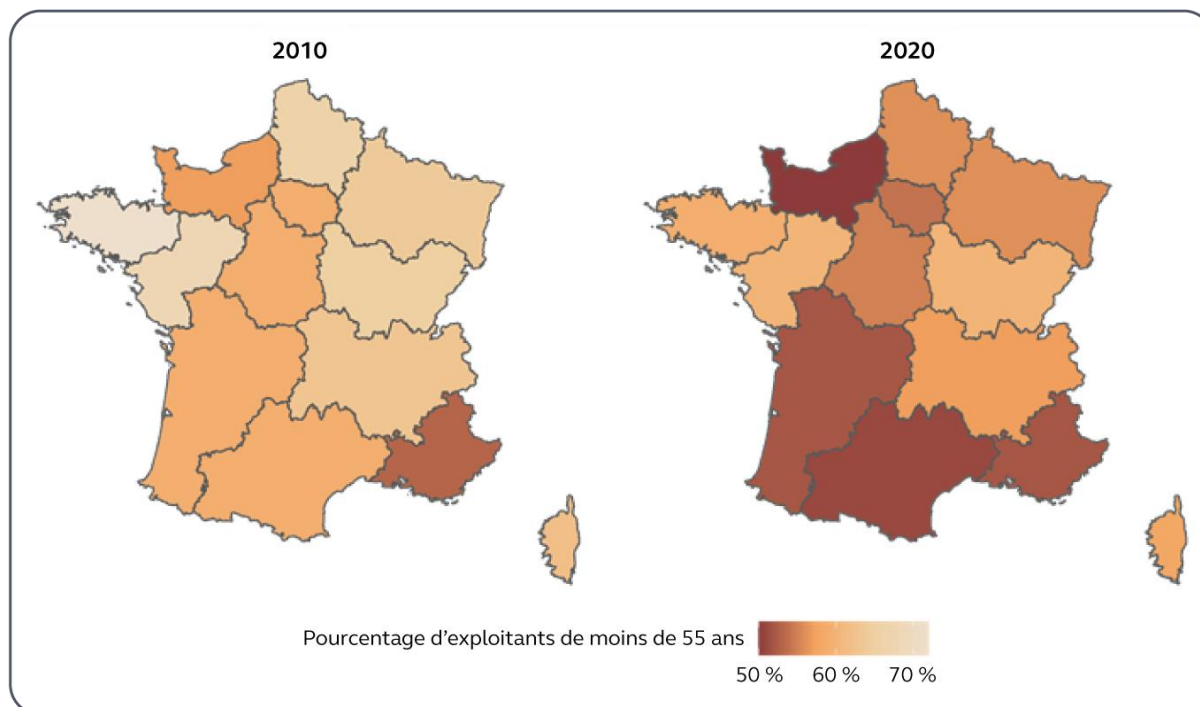 2010
2020
Pourcentage d’exploitants de moins de 55 ans
50 % 60 % 70 %